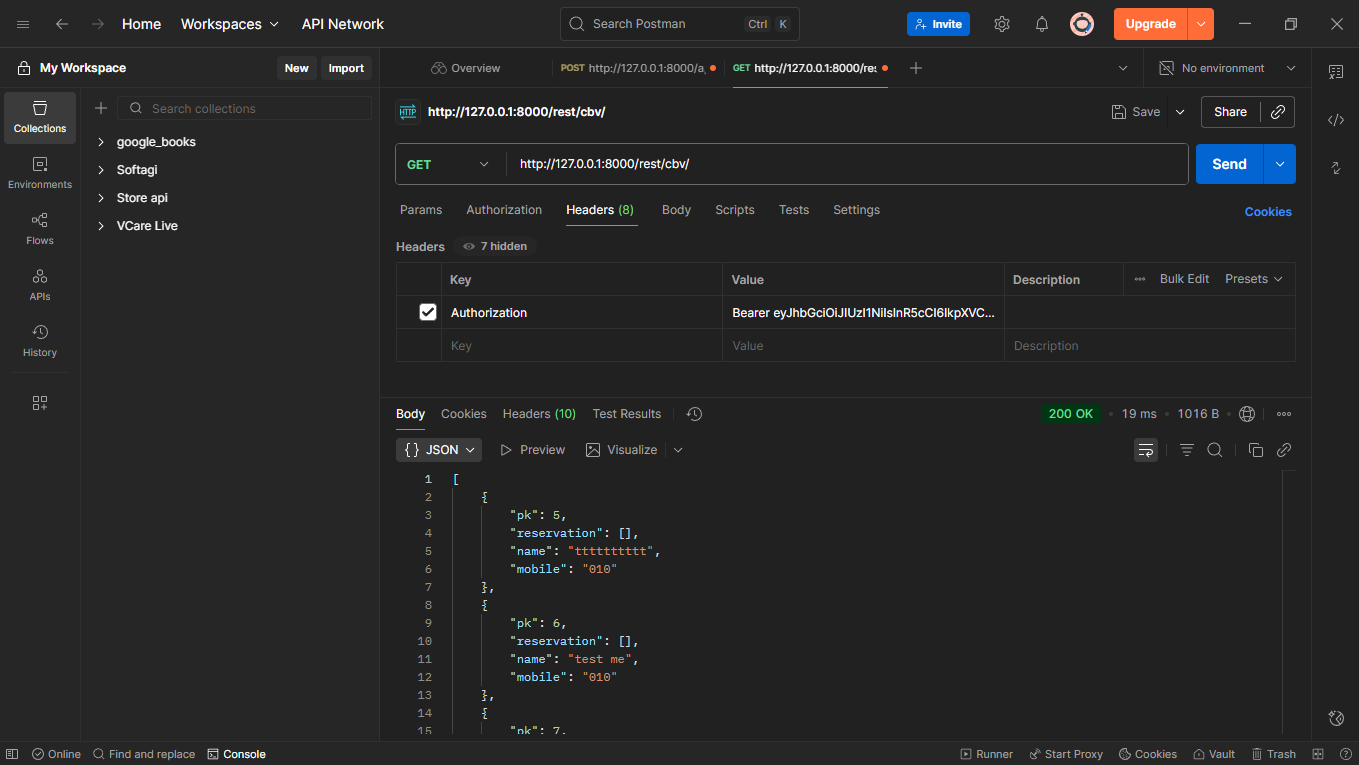 Home Workspaces API Network Search Postman Ctrl K Invite Upgrade
My Workspace New Import Overview POST http://127.0.0.1:8000/a GET http://127.0.0.1:8000/res No environment
Search collections
http://127.0.0.1:8000/rest/cbv/ Save Share
Collections
google_books
Softagi
Store api
VCare Live
Environments
Flows
APIs
History
GET http://127.0.0.1:8000/rest/cbv/ Send
Params Authorization Headers (8) Body Scripts Tests Settings Cookies
Headers 7 hidden
Key Value Description Bulk Edit Presets
Authorization Bearer eyJhbGciOiJIUzI1NiIsInR5cCI6IkpXVC...
Key Value Description
Body Cookies Headers (10) Test Results 200 OK 19 ms 1016 B
{ } JSON Preview Visualize
1 [
2 {
3 "pk": 5,
4 "reservation": [],
5 "name": "tttttttttt",
6 "mobile": "010"
7 },
8 {
9 "pk": 6,
10 "reservation": [],
11 "name": "test me",
12 "mobile": "010"
13 },
14 {
15 "pk": 7,
Online Find and replace Console Runner Start Proxy Cookies Vault Trash